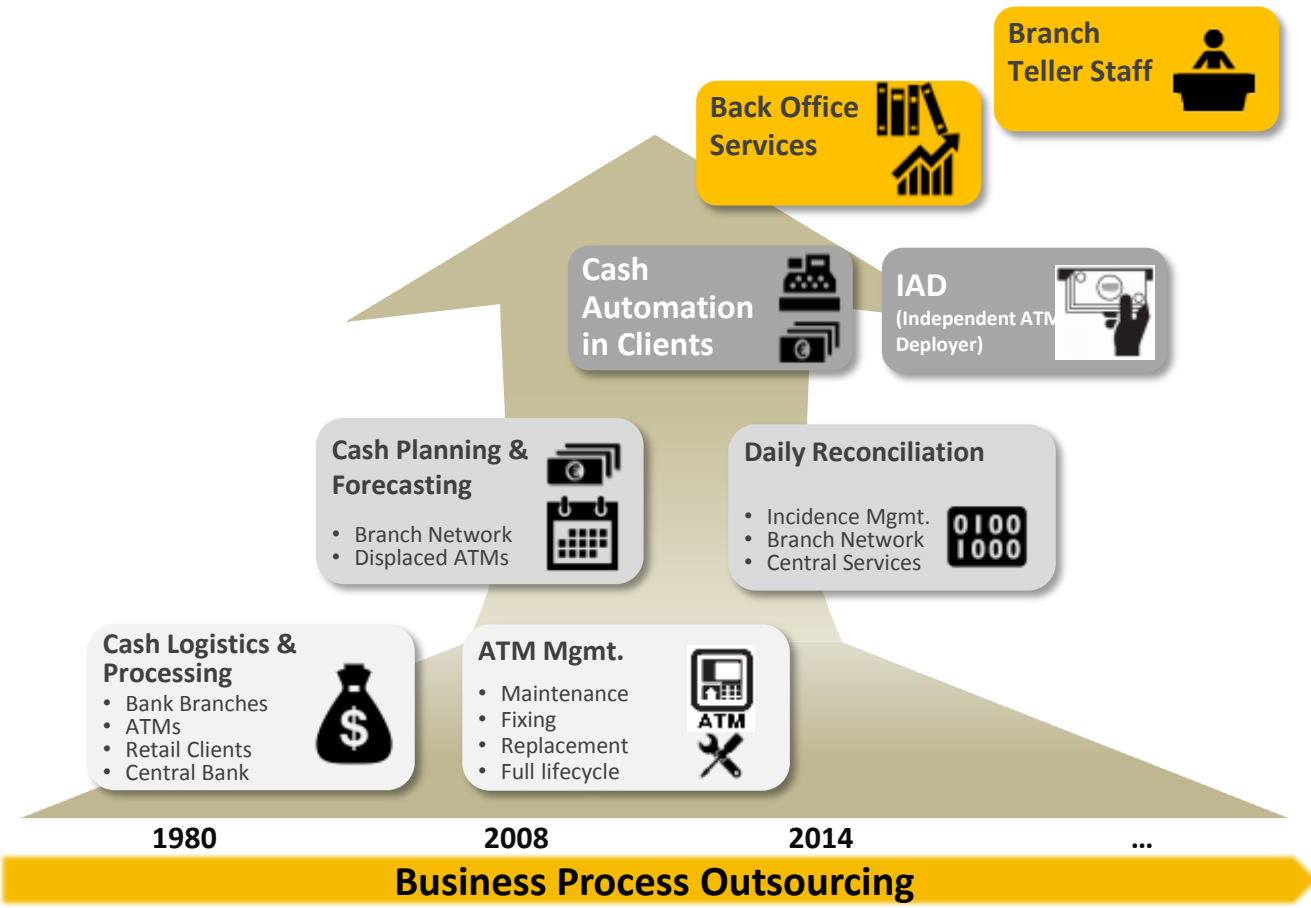 Branch
Teller Staff
Back Office
Services
Cash
Automation
in Clients
IAD
(Independent ATM
Deployer)
Cash Planning &
Forecasting
• Branch Network
• Displaced ATMs
Daily Reconciliation
• Incidence Mgmt.
• Branch Network
• Central Services
0100
1000
Cash Logistics &
Processing
• Bank Branches
• ATMs
• Retail Clients
• Central Bank
$
ATM Mgmt.
• Maintenance
• Fixing
• Replacement
• Full lifecycle
ATM
1980 2008 2014 ...
Business Process Outsourcing